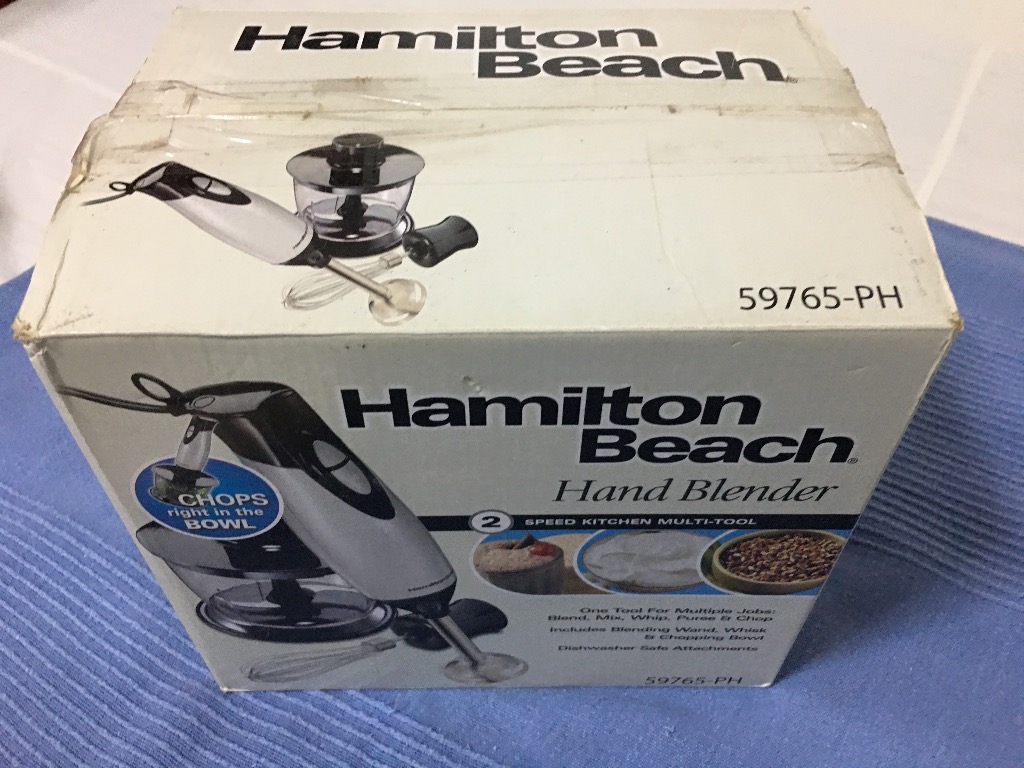 Hamilton
Beach®
59765-PH
Hamilton
Beach®
Hand Blender
2 SPEED KITCHEN MULTI-TOOL
CHOPS
right in the
BOWL
One Tool For Multiple Jobs:
Blend, Mix, Whip, Puree & Chop
Includes Blending Wand, Whisk
& Chopping Bowl
Dishwasher Safe Attachments
59765-PH